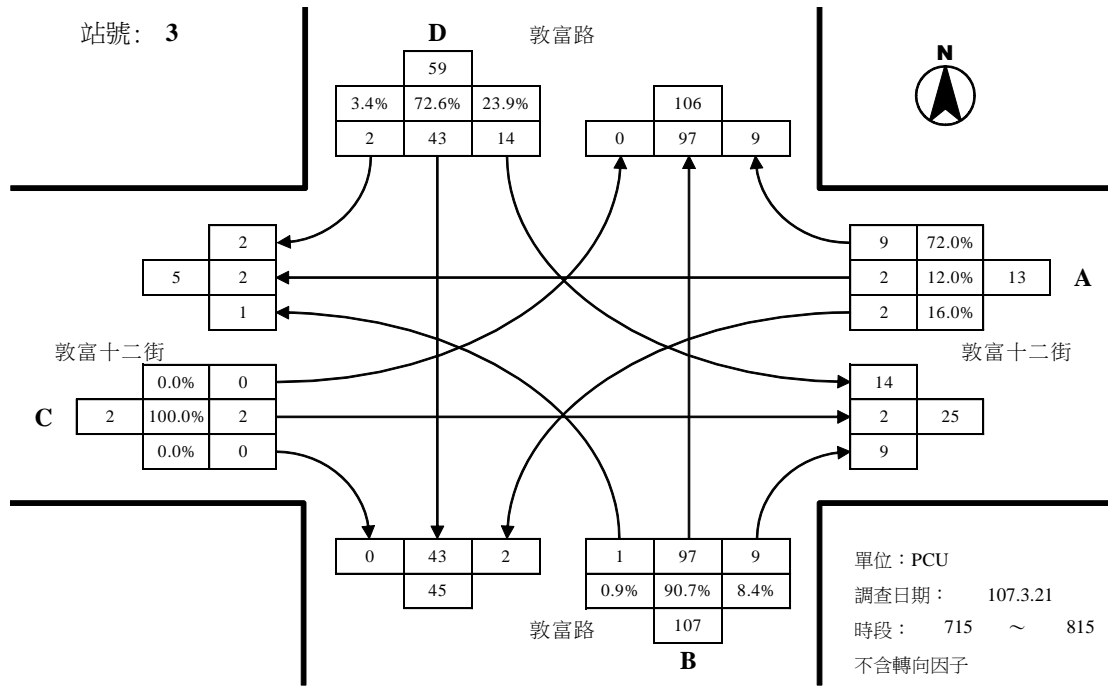 站號: 3
D
敦富路
N
59
3.4% 72.6% 23.9%
2 43 14
106
0 97 9
2
5 2
1
9 72.0%
2 12.0% 13
2 16.0%
A
敦富十二街
敦富十二街
0.0% 0
C
2 100.0% 2
0.0% 0
14
2 25
9
0 43 2
45
1 97 9
0.9% 90.7% 8.4%
107
敦富路
B
單位：PCU
調查日期： 107.3.21
時段： 715 ～ 815
不含轉向因子